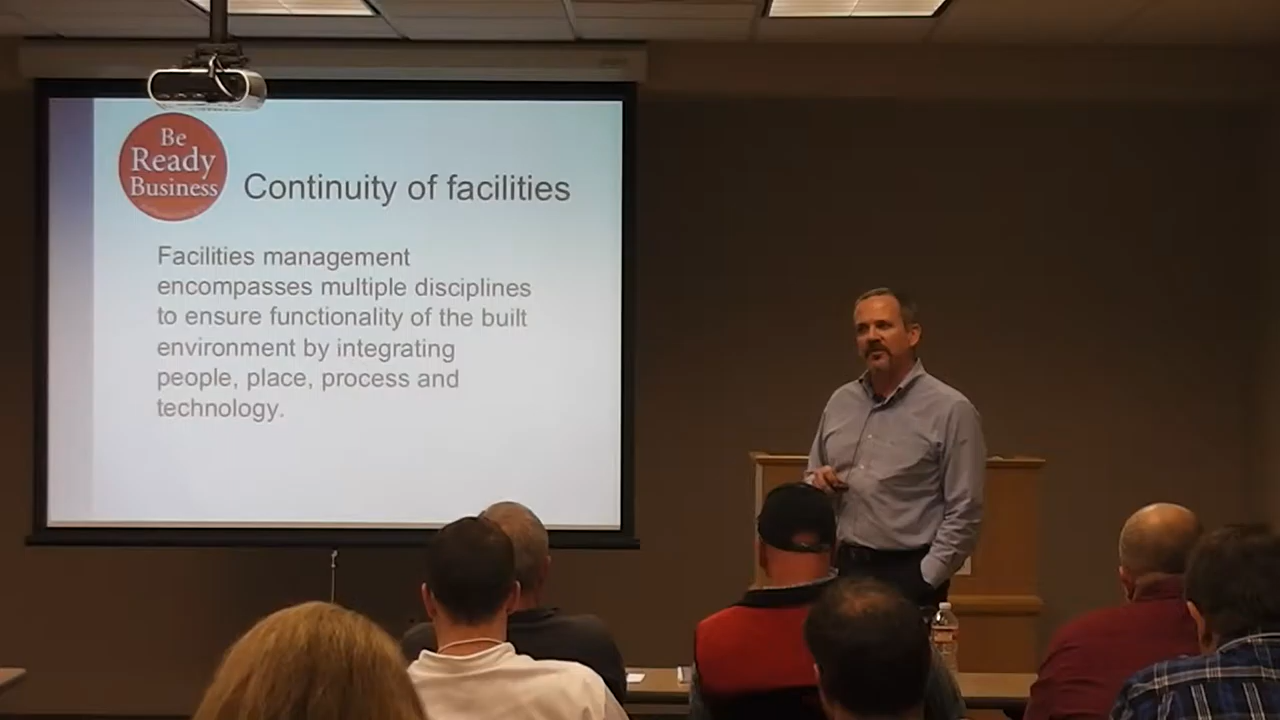 Be
Ready
Business
Continuity of facilities
Facilities management
encompasses multiple disciplines
to ensure functionality of the built
environment by integrating
people, place, process and
technology.